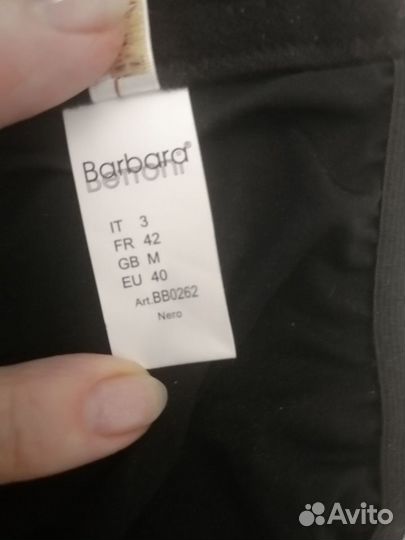 Barbara
Bettoni
IT 3
FR 42
GB M
EU 40
Art.BB0262
Nero
Avito